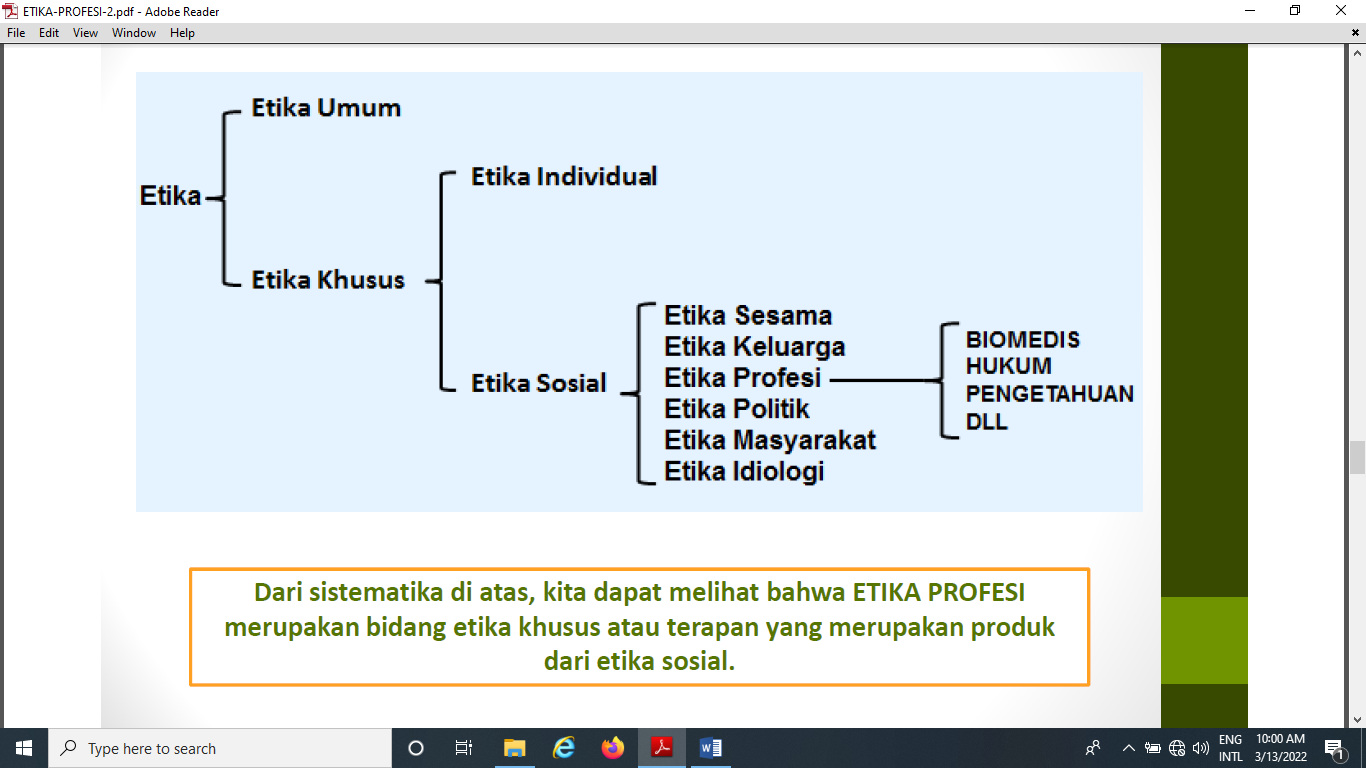 ETIKA-PROFESI-2.pdf - Adobe Reader
File Edit View Window Help
Etika Umum
Etika Individual
Etika
Etika Khusus
Etika Sesama
Etika Keluarga
Etika Profesi
Etika Politik
Etika Masyarakat
Etika Idiologi
Etika Sosial
BIOMEDIS
HUKUM
PENGETAHUAN
DLL
Dari sistematika di atas, kita dapat melihat bahwa ETIKA PROFESI
merupakan bidang etika khusus atau terapan yang merupakan produk
dari etika sosial.
Type here to search
ENG
INTL
10:00 AM
3/13/2022
1